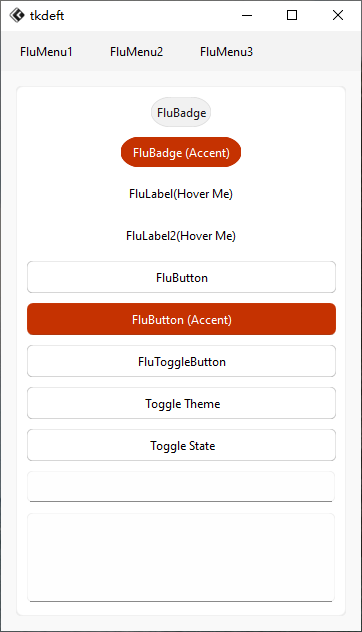 tkdeft
FluMenu1 FluMenu2 FluMenu3
FluBadge
FluBadge (Accent)
FluLabel(Hover Me)
FluLabel2(Hover Me)
FluButton
FluButton (Accent)
FluToggleButton
Toggle Theme
Toggle State